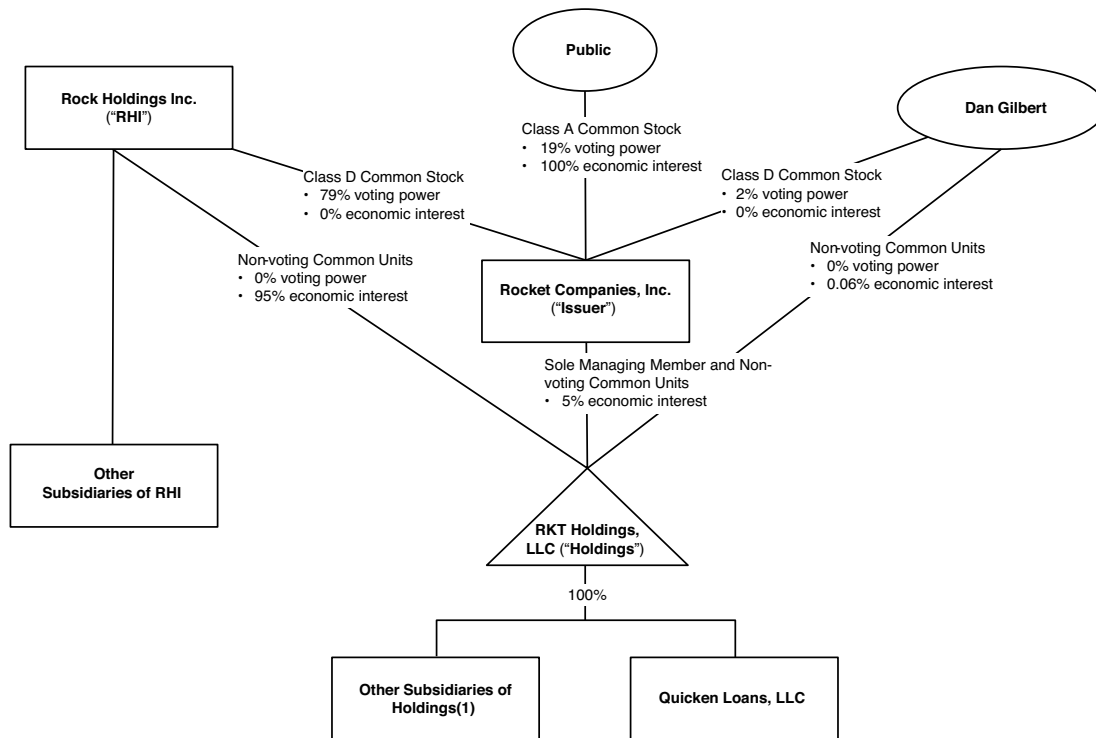 Public
Rock Holdings Inc.
(“RHI”)
Dan Gilbert
Class A Common Stock
• 19% voting power
• 100% economic interest
Class D Common Stock
• 79% voting power
• 0% economic interest
Class D Common Stock
• 2% voting power
• 0% economic interest
Non-voting Common Units
• 0% voting power
• 95% economic interest
Non-voting Common Units
• 0% voting power
• 0.06% economic interest
Rocket Companies, Inc.
(“Issuer”)
Sole Managing Member and Non-
voting Common Units
• 5% economic interest
Other
Subsidiaries of RHI
RKT Holdings,
LLC (“Holdings”)
100%
Other Subsidiaries of
Holdings(1)
Quicken Loans, LLC